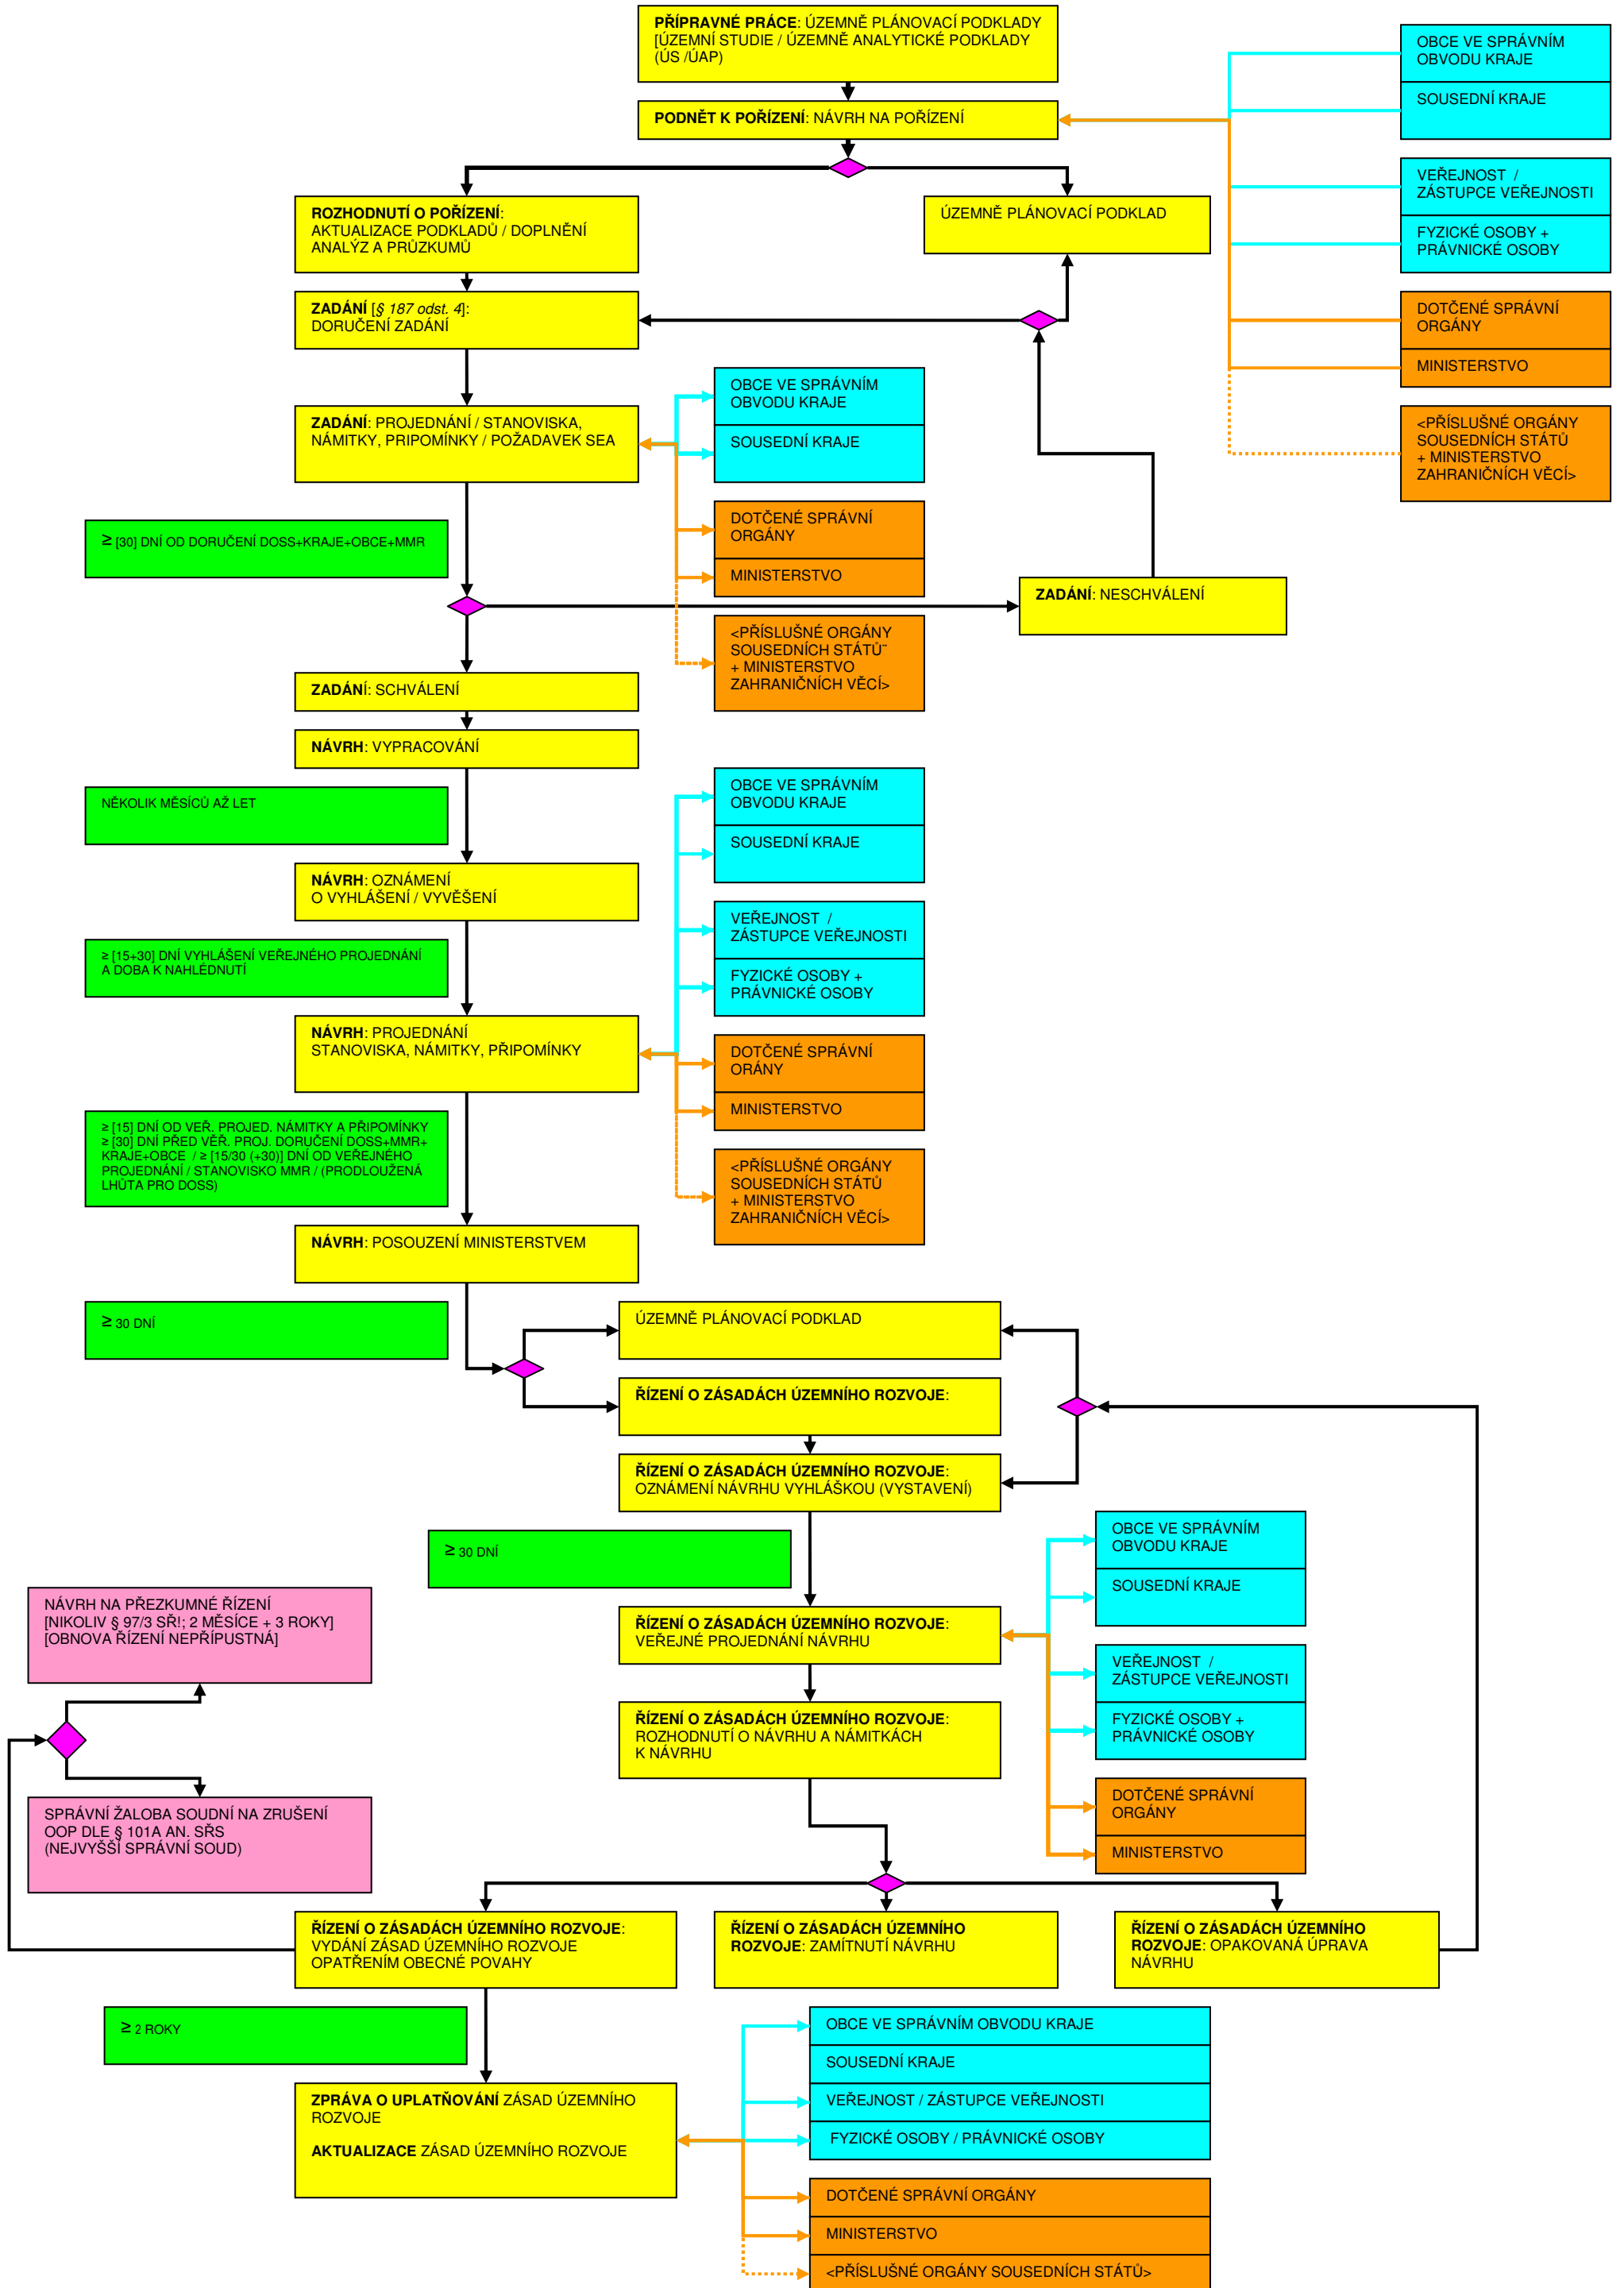 PŘÍPRAVNÉ PRÁCE: ÚZEMNĚ PLÁNOVACÍ PODKLADY
[ÚZEMNÍ STUDIE / ÚZEMNĚ ANALYTICKÉ PODKLADY
(ÚS /ÚAP)
PODNĚT K POŘÍZENÍ: NÁVRH NA POŘÍZENÍ
OBCE VE SPRÁVNÍM
OBVODU KRAJE
SOUSEDNÍ KRAJE
VEŘEJNOST /
ZÁSTUPCE VEŘEJNOSTI
FYZICKÉ OSOBY +
PRÁVNICKÉ OSOBY
DOTČENÉ SPRÁVNÍ
ORGÁNY
MINISTERSTVO
<PŘÍSLUŠNÉ ORGÁNY
SOUSEDNÍCH STÁTŮ
+ MINISTERSTVO
ZAHRANIČNÍCH VĚCÍ>
ROZHODNUTÍ O POŘÍZENÍ:
AKTUALIZACE PODKLADŮ / DOPLNĚNÍ
ANALÝZ A PRŮZKUMŮ
ÚZEMNĚ PLÁNOVACÍ PODKLAD
ZADÁNÍ [§ 187 odst. 4]:
DORUČENÍ ZADÁNÍ
ZADÁNÍ: PROJEDNÁNÍ / STANOVISKA,
NÁMITKY, PRIPOMÍNKY / POŽADAVEK SEA
OBCE VE SPRÁVNÍM
OBVODU KRAJE
SOUSEDNÍ KRAJE
DOTČENÉ SPRÁVNÍ
ORGÁNY
MINISTERSTVO
<PŘÍSLUŠNÉ ORGÁNY
SOUSEDNÍCH STÁTŮ¨
+ MINISTERSTVO
ZAHRANIČNÍCH VĚCÍ>
≥ [30] DNÍ OD DORUČENÍ DOSS+KRAJE+OBCE+MMR
ZADÁNÍ: NESCHVÁLENÍ
ZADÁNÍ: SCHVÁLENÍ
NÁVRH: VYPRACOVÁNÍ
NĚKOLIK MĚSÍCŮ AŽ LET
NÁVRH: OZNÁMENÍ
O VYHLÁŠENÍ / VYVĚŠENÍ
≥ [15+30] DNÍ VYHLÁŠENÍ VEŘEJNÉHO PROJEDNÁNÍ
A DOBA K NAHLÉDNUTÍ
NÁVRH: PROJEDNÁNÍ
STANOVISKA, NÁMITKY, PŘIPOMÍNKY
OBCE VE SPRÁVNÍM
OBVODU KRAJE
SOUSEDNÍ KRAJE
VEŘEJNOST /
ZÁSTUPCE VEŘEJNOSTI
FYZICKÉ OSOBY +
PRÁVNICKÉ OSOBY
DOTČENÉ SPRÁVNÍ
ORÁNY
MINISTERSTVO
<PŘÍSLUŠNÉ ORGÁNY
SOUSEDNÍCH STÁTŮ
+ MINISTERSTVO
ZAHRANIČNÍCH VĚCÍ>
≥ [15] DNÍ OD VEŘ. PROJED. NÁMITKY A PŘIPOMÍNKY
≥ [30] DNÍ PŘED VĚŘ. PROJ. DORUČENÍ DOSS+MMR+
KRAJE+OBCE / ≥ [15/30 (+30)] DNÍ OD VEŘEJNÉHO
PROJEDNÁNÍ / STANOVISKO MMR / (PRODLOUŽENÁ
LHŮTA PRO DOSS)
NÁVRH: POSOUZENÍ MINISTERSTVEM
≥ 30 DNÍ
ÚZEMNĚ PLÁNOVACÍ PODKLAD
ŘÍZENÍ O ZÁSADÁCH ÚZEMNÍHO ROZVOJE:
ŘÍZENÍ O ZÁSADÁCH ÚZEMNÍHO ROZVOJE:
OZNÁMENÍ NÁVRHU VYHLÁŠKOU (VYSTAVENÍ)
≥ 30 DNÍ
ŘÍZENÍ O ZÁSADÁCH ÚZEMNÍHO ROZVOJE:
VEŘEJNÉ PROJEDNÁNÍ NÁVRHU
OBCE VE SPRÁVNÍM
OBVODU KRAJE
SOUSEDNÍ KRAJE
VEŘEJNOST /
ZÁSTUPCE VEŘEJNOSTI
FYZICKÉ OSOBY +
PRÁVNICKÉ OSOBY
DOTČENÉ SPRÁVNÍ
ORGÁNY
MINISTERSTVO
NÁVRH NA PŘEZKUMNÉ ŘÍZENÍ
[NIKOLIV § 97/3 SŘ!; 2 MĚSÍCE + 3 ROKY]
[OBNOVA ŘÍZENÍ NEPŘÍPUSTNÁ]
ŘÍZENÍ O ZÁSADÁCH ÚZEMNÍHO ROZVOJE:
ROZHODNUTÍ O NÁVRHU A NÁMITKÁCH
K NÁVRHU
SPRÁVNÍ ŽALOBA SOUDNÍ NA ZRUŠENÍ
OOP DLE § 101A AN. SŘS
(NEJVYŠŠÍ SPRÁVNÍ SOUD)
ŘÍZENÍ O ZÁSADÁCH ÚZEMNÍHO ROZVOJE:
VYDÁNÍ ZÁSAD ÚZEMNÍHO ROZVOJE
OPATŘENÍM OBECNÉ POVAHY
ŘÍZENÍ O ZÁSADÁCH ÚZEMNÍHO
ROZVOJE: ZAMÍTNUTÍ NÁVRHU
ŘÍZENÍ O ZÁSADÁCH ÚZEMNÍHO
ROZVOJE: OPAKOVANÁ ÚPRAVA
NÁVRHU
≥ 2 ROKY
ZPRÁVA O UPLATŇOVÁNÍ ZÁSAD ÚZEMNÍHO
ROZVOJE
AKTUALIZACE ZÁSAD ÚZEMNÍHO ROZVOJE
OBCE VE SPRÁVNÍM OBVODU KRAJE
SOUSEDNÍ KRAJE
VEŘEJNOST / ZÁSTUPCE VEŘEJNOSTI
FYZICKÉ OSOBY / PRÁVNICKÉ OSOBY
DOTČENÉ SPRÁVNÍ ORGÁNY
MINISTERSTVO
<PŘÍSLUŠNÉ ORGÁNY SOUSEDNÍCH STÁTŮ>